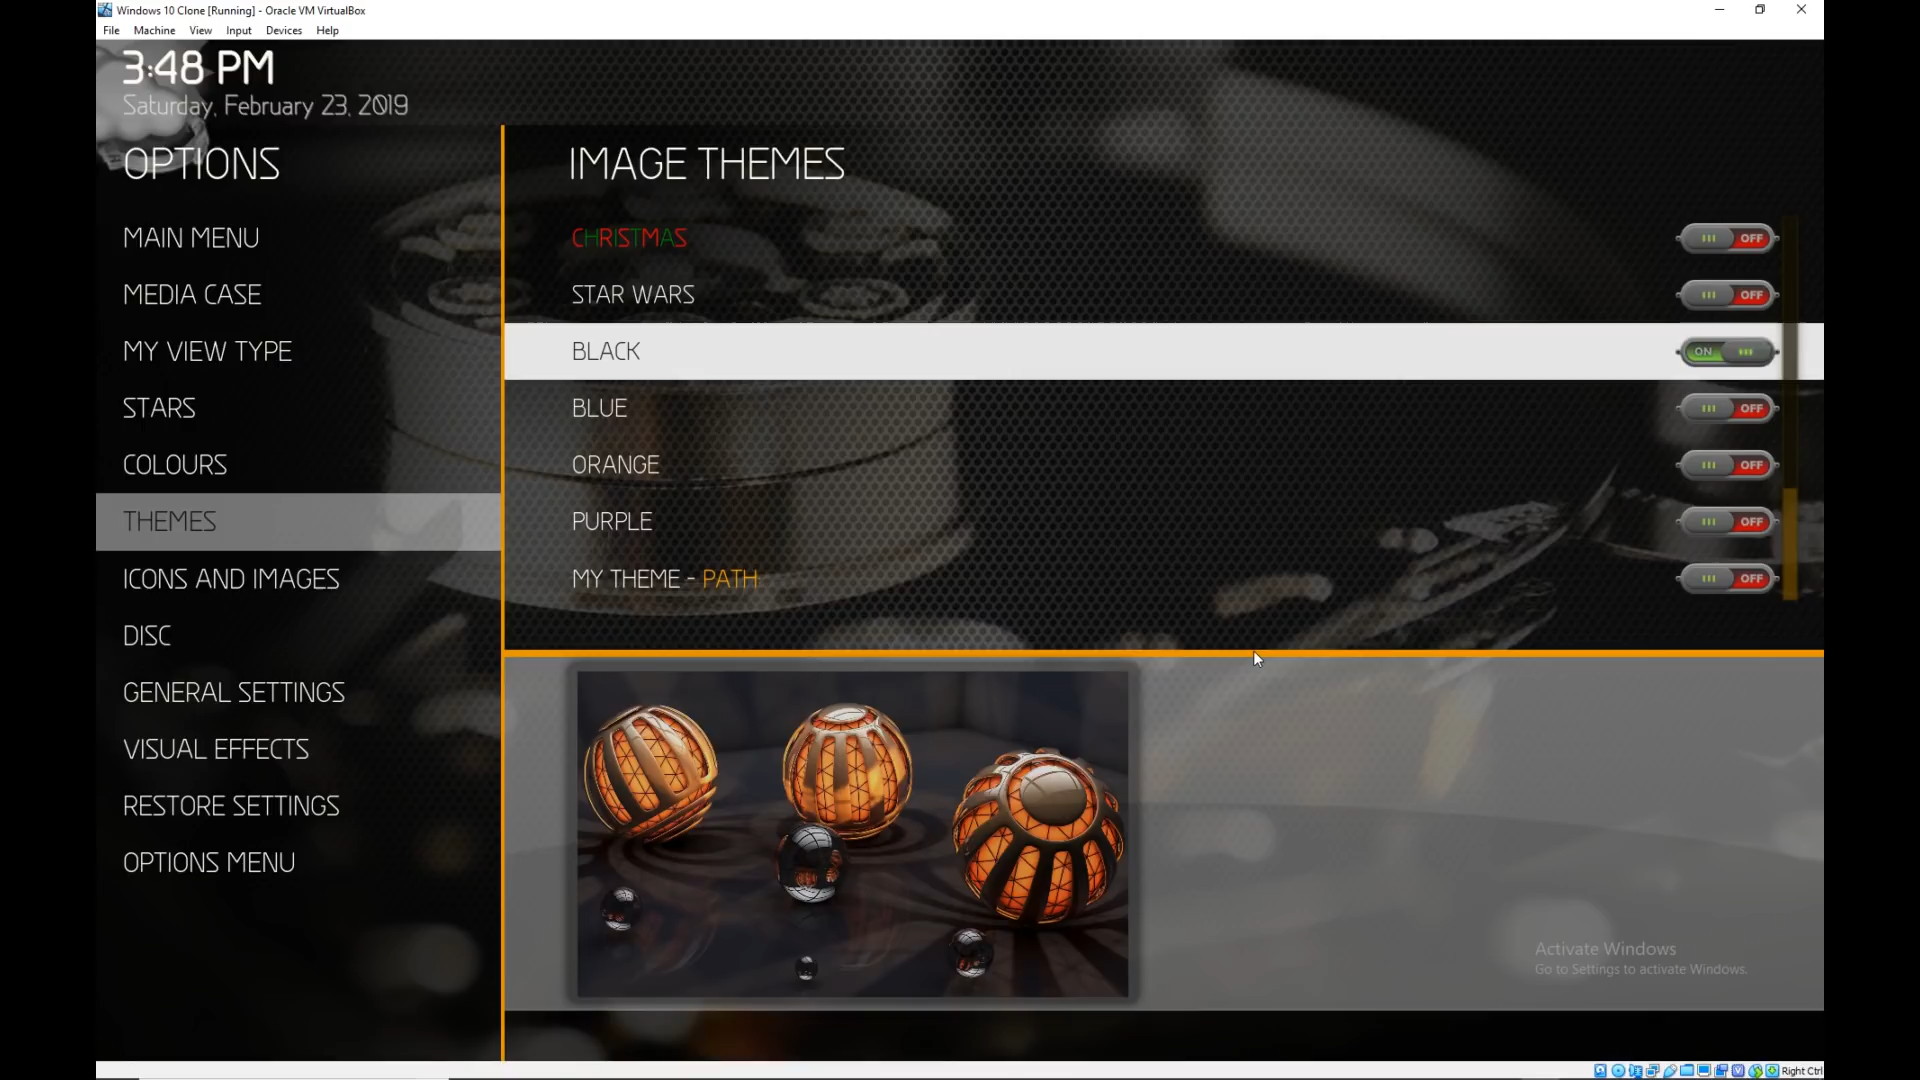 Windows 10 Clone [Running] - Oracle VM VirtualBox
File Machine View Input Devices Help
3:48 PM
Saturday, February 23, 2019
OPTIONS
MAIN MENU
MEDIA CASE
MY VIEW TYPE
STARS
COLOURS
THEMES
ICONS AND IMAGES
DISC
GENERAL SETTINGS
VISUAL EFFECTS
RESTORE SETTINGS
OPTIONS MENU
IMAGE THEMES
CHRISTMAS OFF
STAR WARS OFF
BLACK ON
BLUE OFF
ORANGE OFF
PURPLE OFF
MY THEME - PATH OFF
Activate Windows
Go to Settings to activate Windows.
Right Ctrl